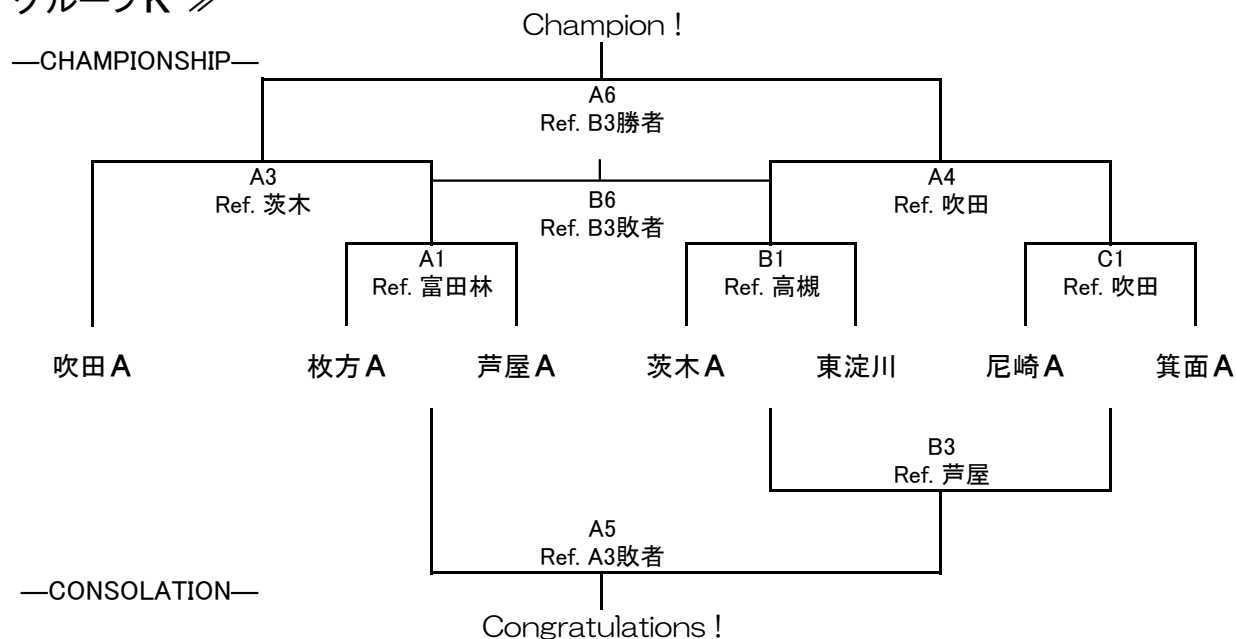 グループK ≫
Champion !
—CHAMPIONSHIP—
A6
Ref. B3勝者
A3
Ref. 茨木
B6
Ref. B3敗者
A4
Ref. 吹田
A1
Ref. 富田林
B1
Ref. 高槻
C1
Ref. 吹田
吹田A 枚方A 芦屋A 茨木A 東淀川 尼崎A 箕面A
B3
Ref. 芦屋
A5
Ref. A3敗者
—CONSOLATION—
Congratulations !